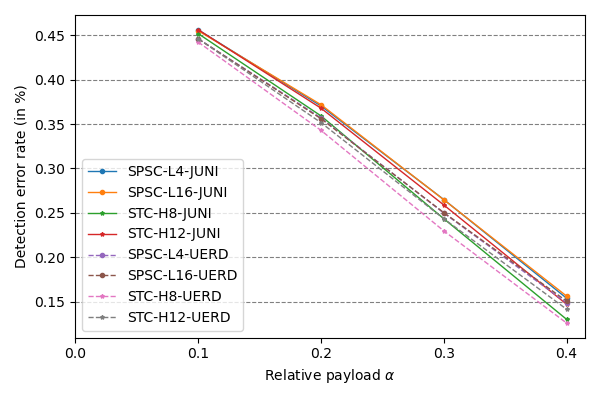 0.45
0.40
0.35
0.30
0.25
0.20
0.15
Detection error rate (in %)
SPSC-L4-JUNI
SPSC-L16-JUNI
STC-H8-JUNI
STC-H12-JUNI
SPSC-L4-UERD
SPSC-L16-UERD
STC-H8-UERD
STC-H12-UERD
0.0 0.1 0.2 0.3 0.4
Relative payload α